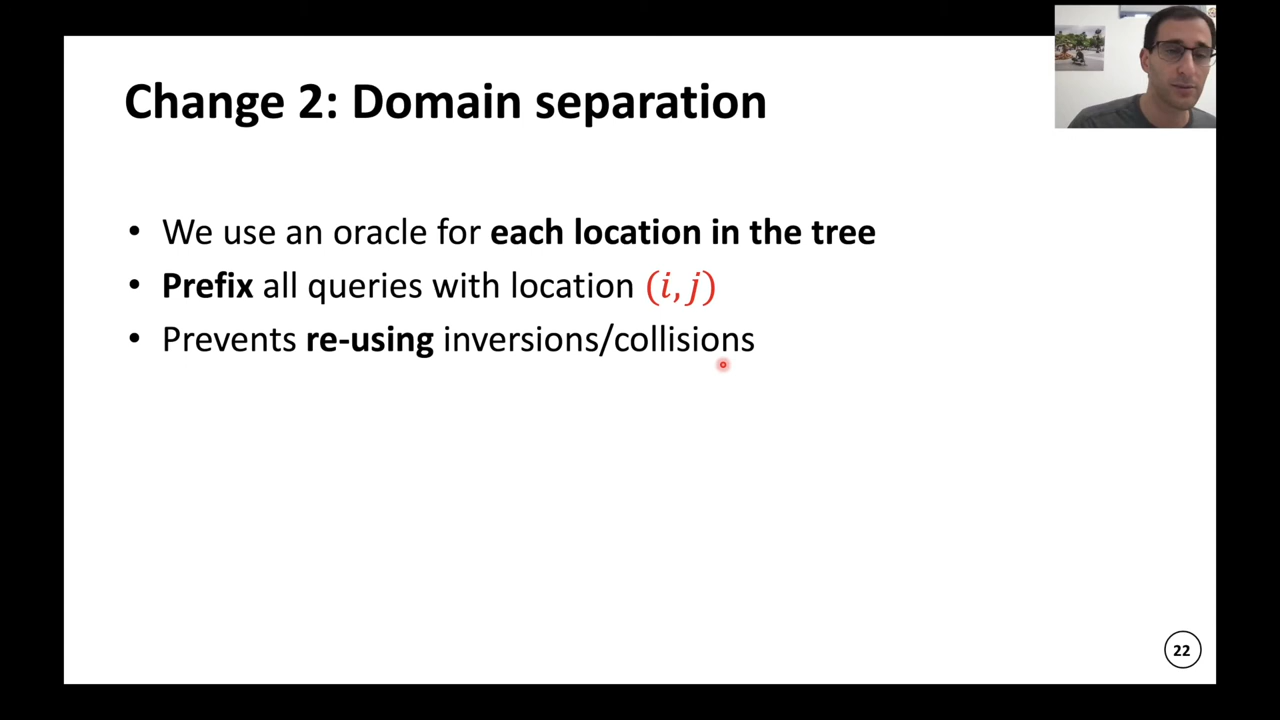 Change 2: Domain separation
• We use an oracle for each location in the tree
• Prefix all queries with location (i, j)
• Prevents re-using inversions/collisions
22